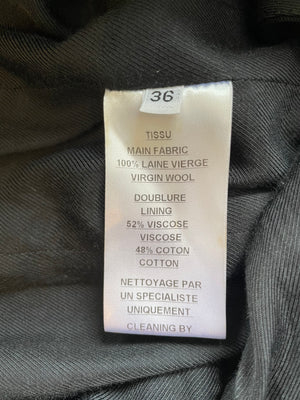 36
TISSU
MAIN FABRIC
100% LAINE VIERGE
VIRGIN WOOL
DOUBLURE
LINING
52% VISCOSE
VISCOSE
48% COTON
COTTON
NETTOYAGE PAR
UN SPECIALISTE
UNIQUEMENT
CLEANING BY